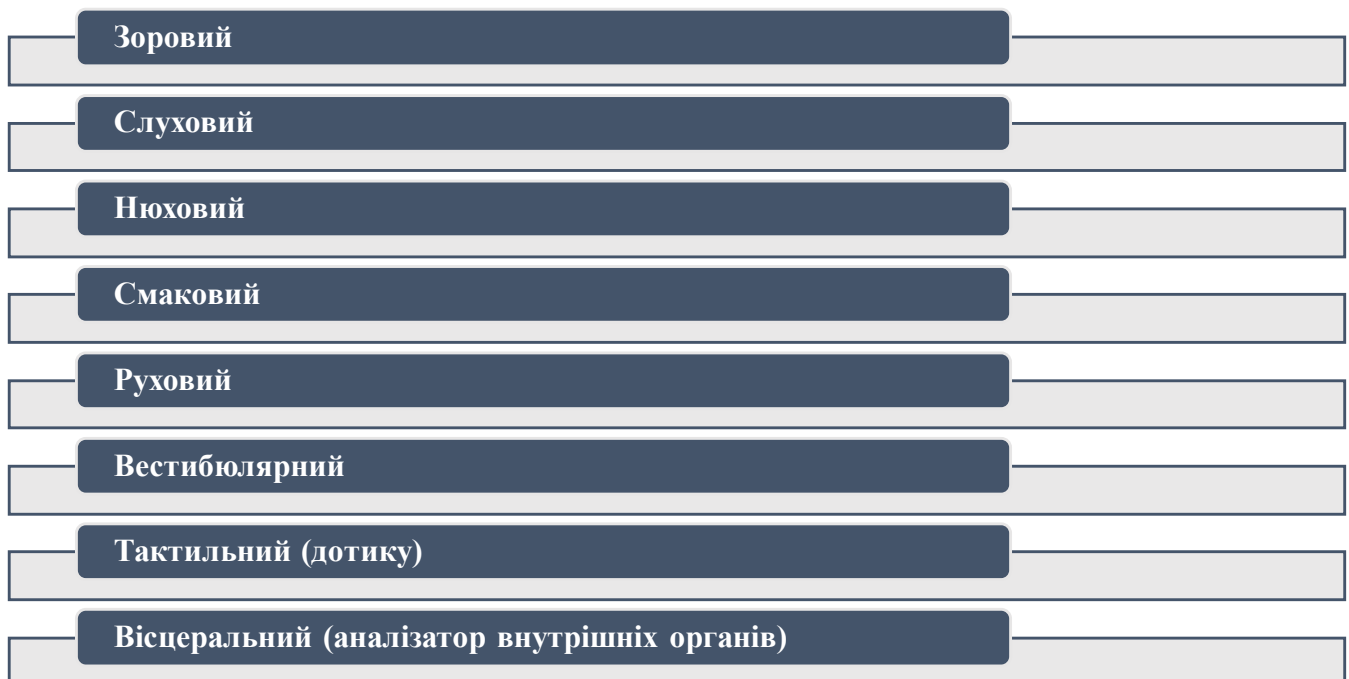 Зоровий
Слуховий
Нюховий
Смаковий
Руховий
Вестибюлярний
Тактильний (дотику)
Вісцеральний (аналізатор внутрішніх органів)